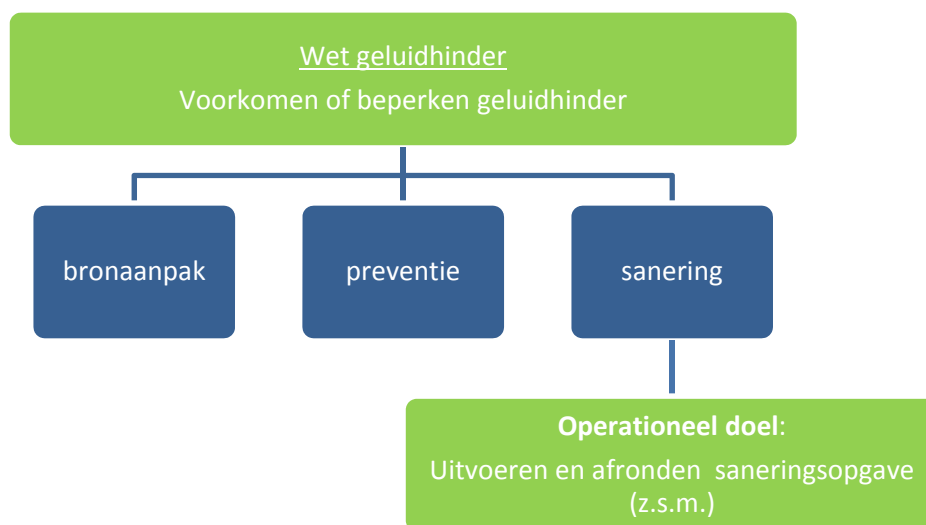 Wet geluidhinder
Voorkomen of beperken geluidhinder
bronaanpak
preventie
sanering
Operationeel doel:
Uitvoeren en afronden saneringsopgave
(z.s.m.)